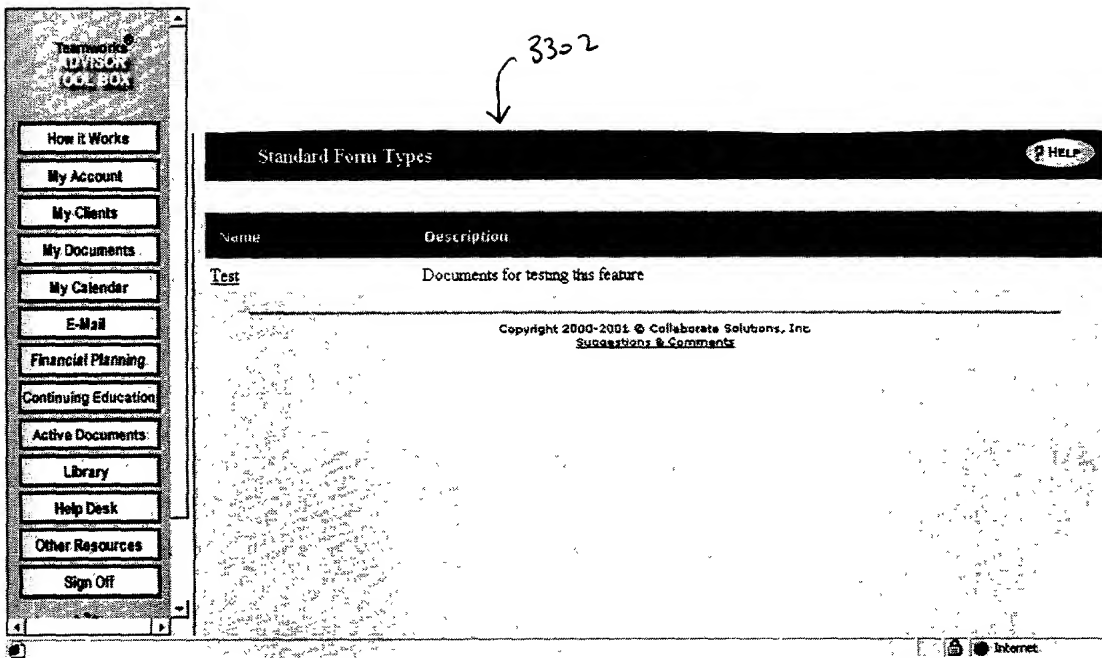 3302
Teamworks
ADVISOR
TOOL BOX
How it Works
My Account
My Clients
My Documents
My Calendar
E-Mail
Financial Planning
Continuing Education
Active Documents
Library
Help Desk
Other Resources
Sign Off
Standard Form Types
? HELP
Name Description
Test Documents for testing this feature
Copyright 2000-2001 © Collaborate Solutions, Inc.
Suggestions & Comments
Internet